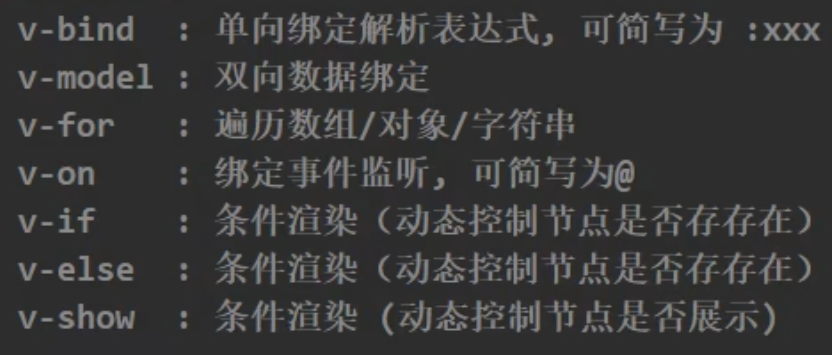 v-bind  : 单向绑定解析表达式, 可简写为 :xxx
v-model : 双向数据绑定
v-for   : 遍历数组/对象/字符串
v-on    : 绑定事件监听, 可简写为@
v-if    : 条件渲染（动态控制节点是否存存在）
v-else  : 条件渲染（动态控制节点是否存存在）
v-show  : 条件渲染 (动态控制节点是否展示)